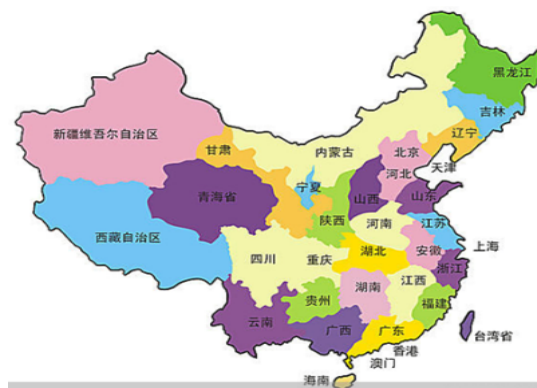 黑龙江
吉林
新疆维吾尔自治区
辽宁
甘肃
内蒙古
北京
天津
河北
宁夏
青海省
山西
山东
陕西
河南
江苏
西藏自治区
上海
四川
重庆
湖北
安徽
浙江
江西
湖南
贵州
福建
云南
广西
广东
台湾省
香港
澳门
海南